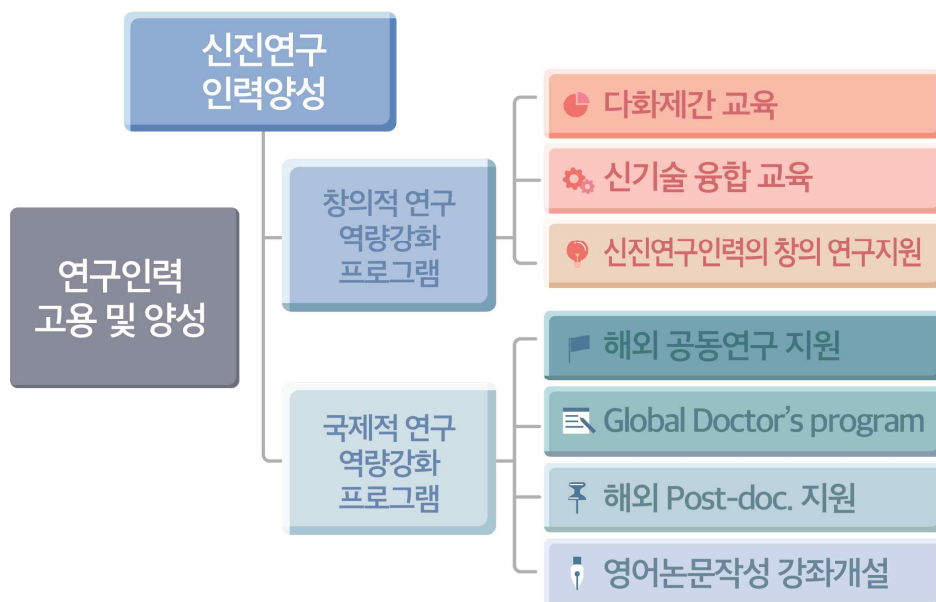 신진연구
인력양성
연구인력
고용 및 양성
창의적 연구
역량강화
프로그램
다화제간 교육
신기술 융합 교육
신진연구인력의 창의 연구지원
국제적 연구
역량강화
프로그램
해외 공동연구 지원
Global Doctor's program
해외 Post-doc. 지원
영어논문작성 강좌개설